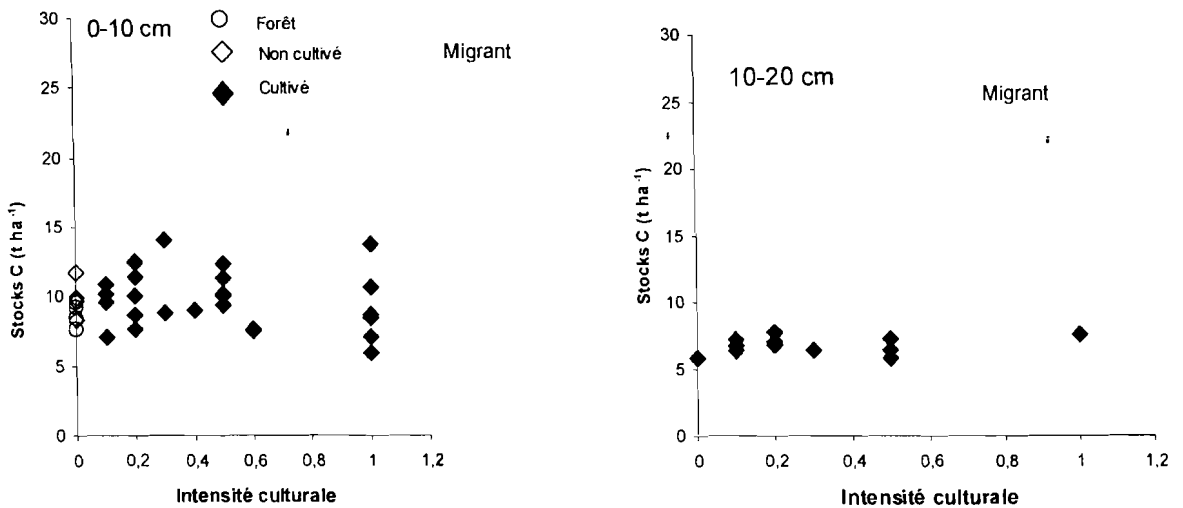 0-10 cm
Forêt
Non cultivé
Cultivé
Migrant
30
25
20
15
10
5
0
Stocks C (t ha⁻¹)
0 0,2 0,4 0,6 0,8 1 1,2
Intensité culturale
10-20 cm
Migrant
30
25
20
15
10
5
0
Stocks C (t ha⁻¹)
0 0,2 0,4 0,6 0,8 1 1,2
Intensité culturale